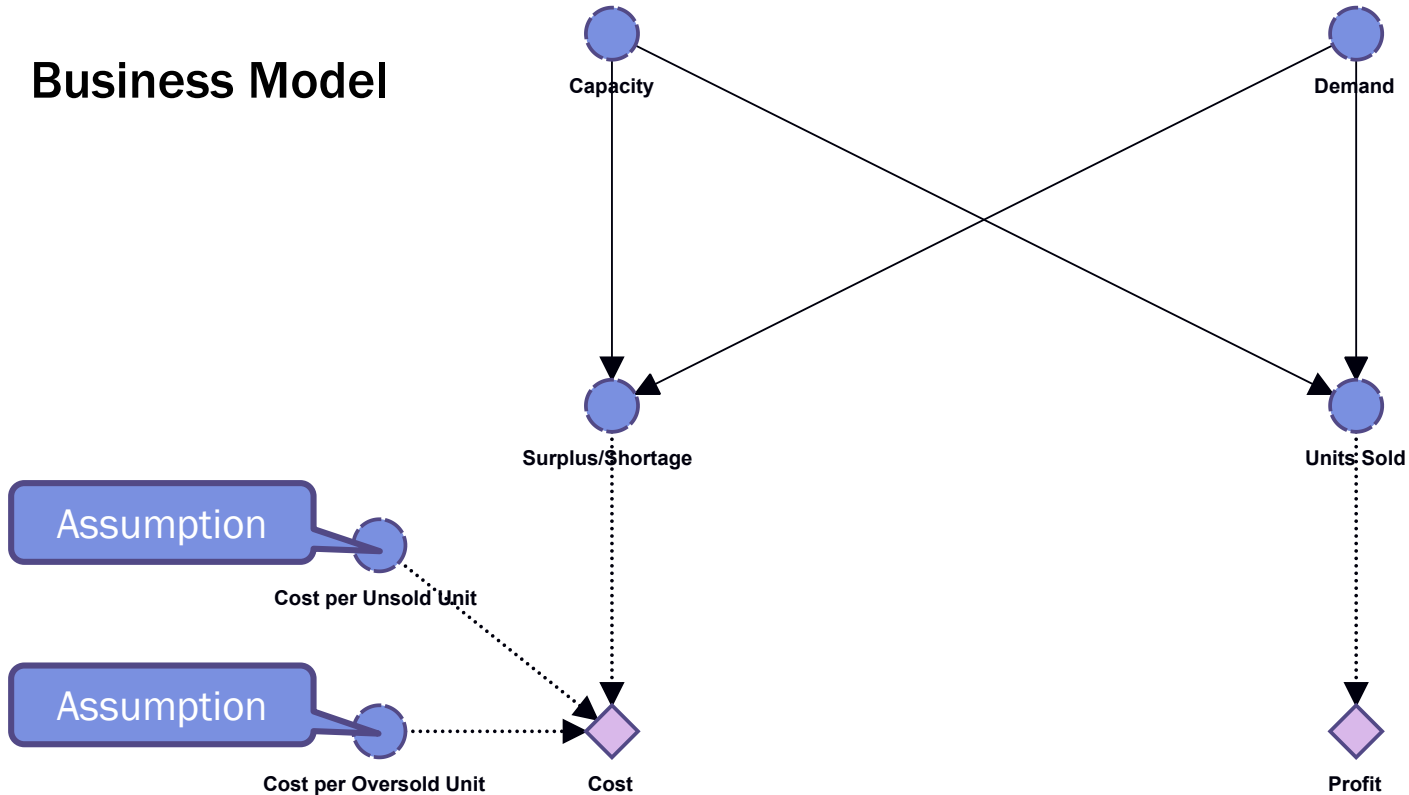 Business Model
Capacity
Demand
Surplus/Shortage
Units Sold
Assumption
Cost per Unsold Unit
Assumption
Cost per Oversold Unit
Cost
Profit